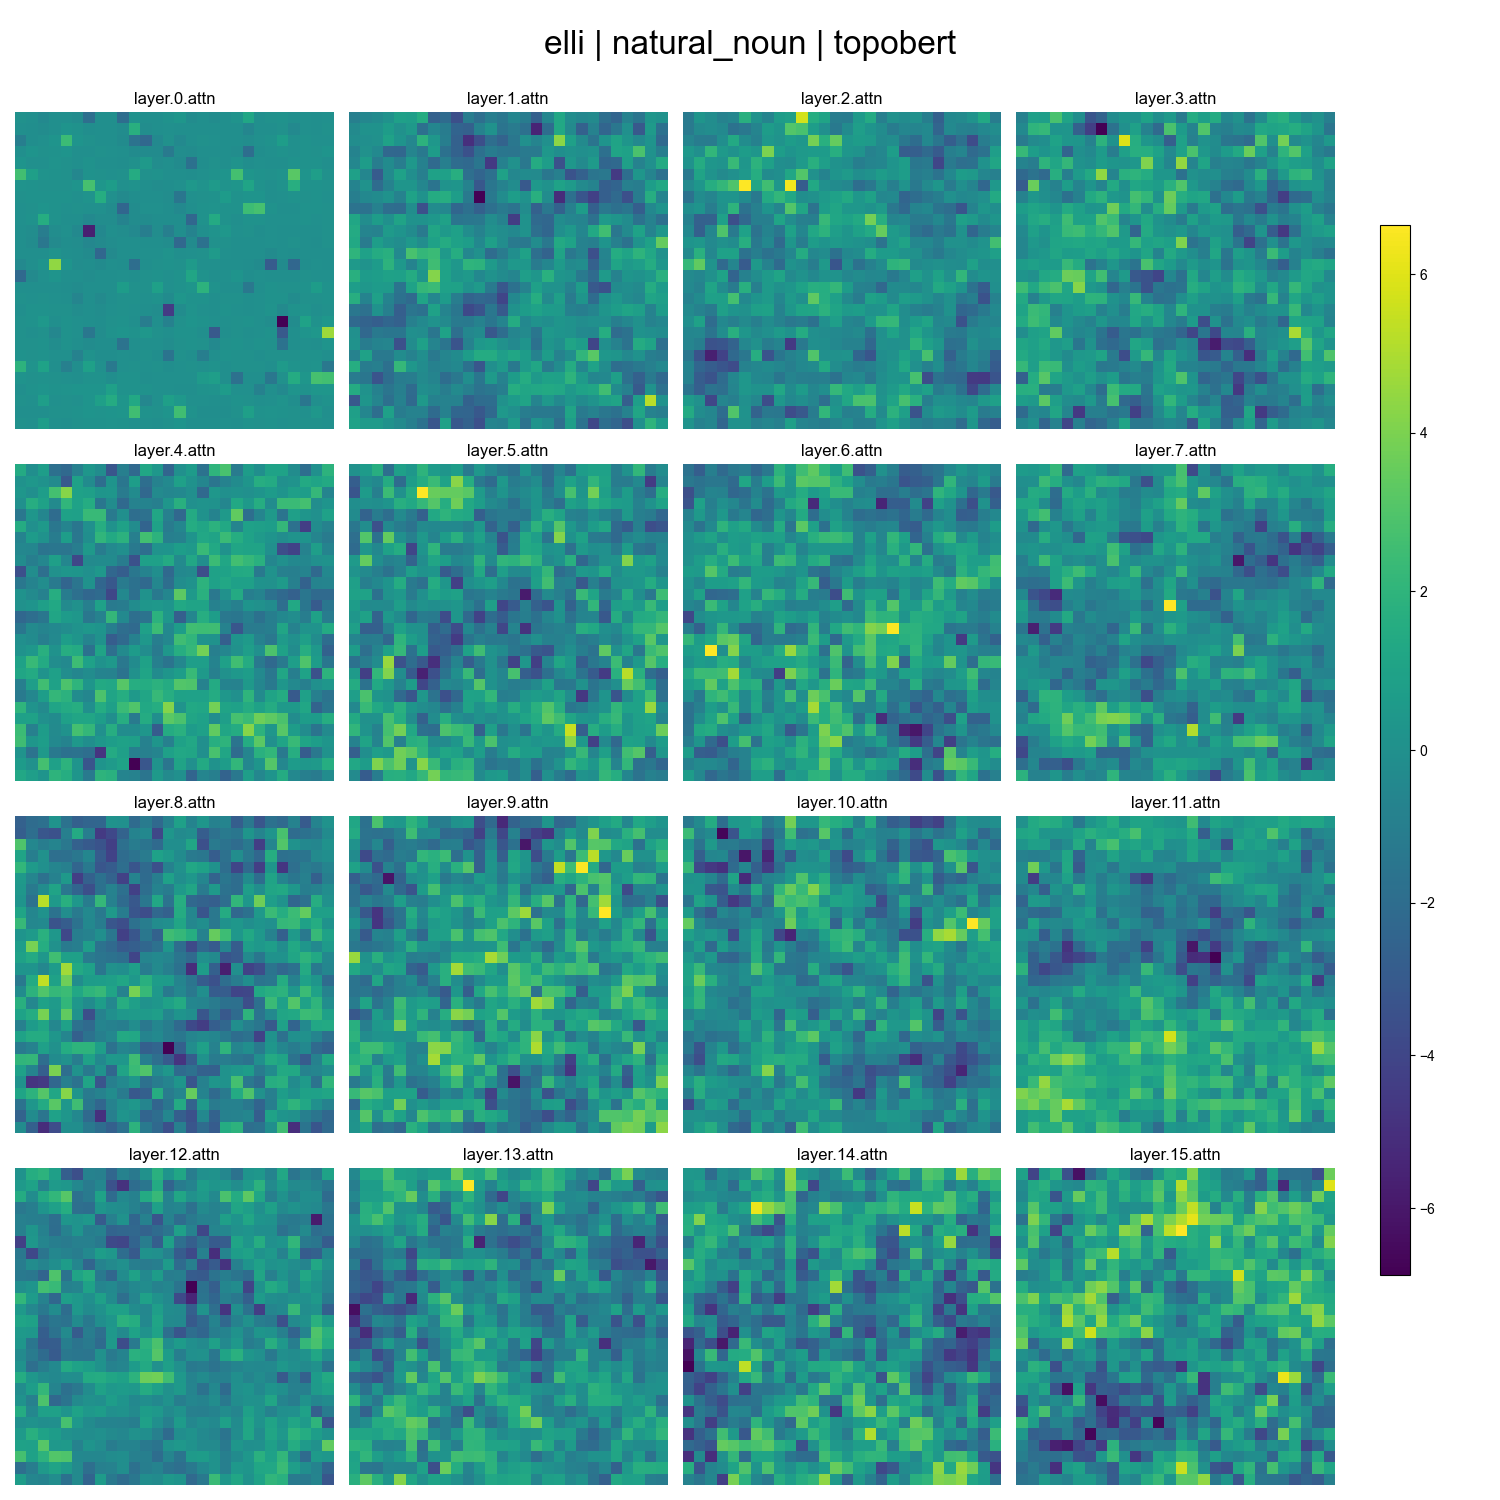 elli | natural_noun | topobert
layer.0.attn layer.1.attn layer.2.attn layer.3.attn
layer.4.attn layer.5.attn layer.6.attn layer.7.attn
layer.8.attn layer.9.attn layer.10.attn layer.11.attn
layer.12.attn layer.13.attn layer.14.attn layer.15.attn
6
4
2
0
−2
−4
−6